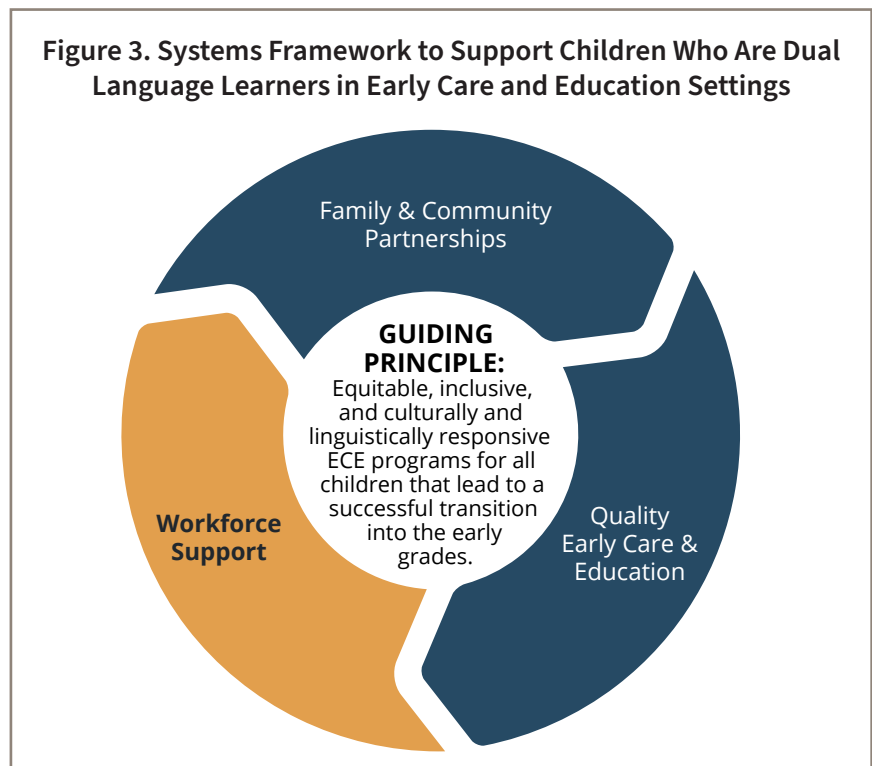 Figure 3. Systems Framework to Support Children Who Are Dual
Language Learners in Early Care and Education Settings
Family & Community
Partnerships
GUIDING
PRINCIPLE:
Equitable, inclusive,
and culturally and
linguistically responsive
ECE programs for all
children that lead to a
successful transition
into the early
grades.
Workforce
Support
Quality
Early Care &
Education